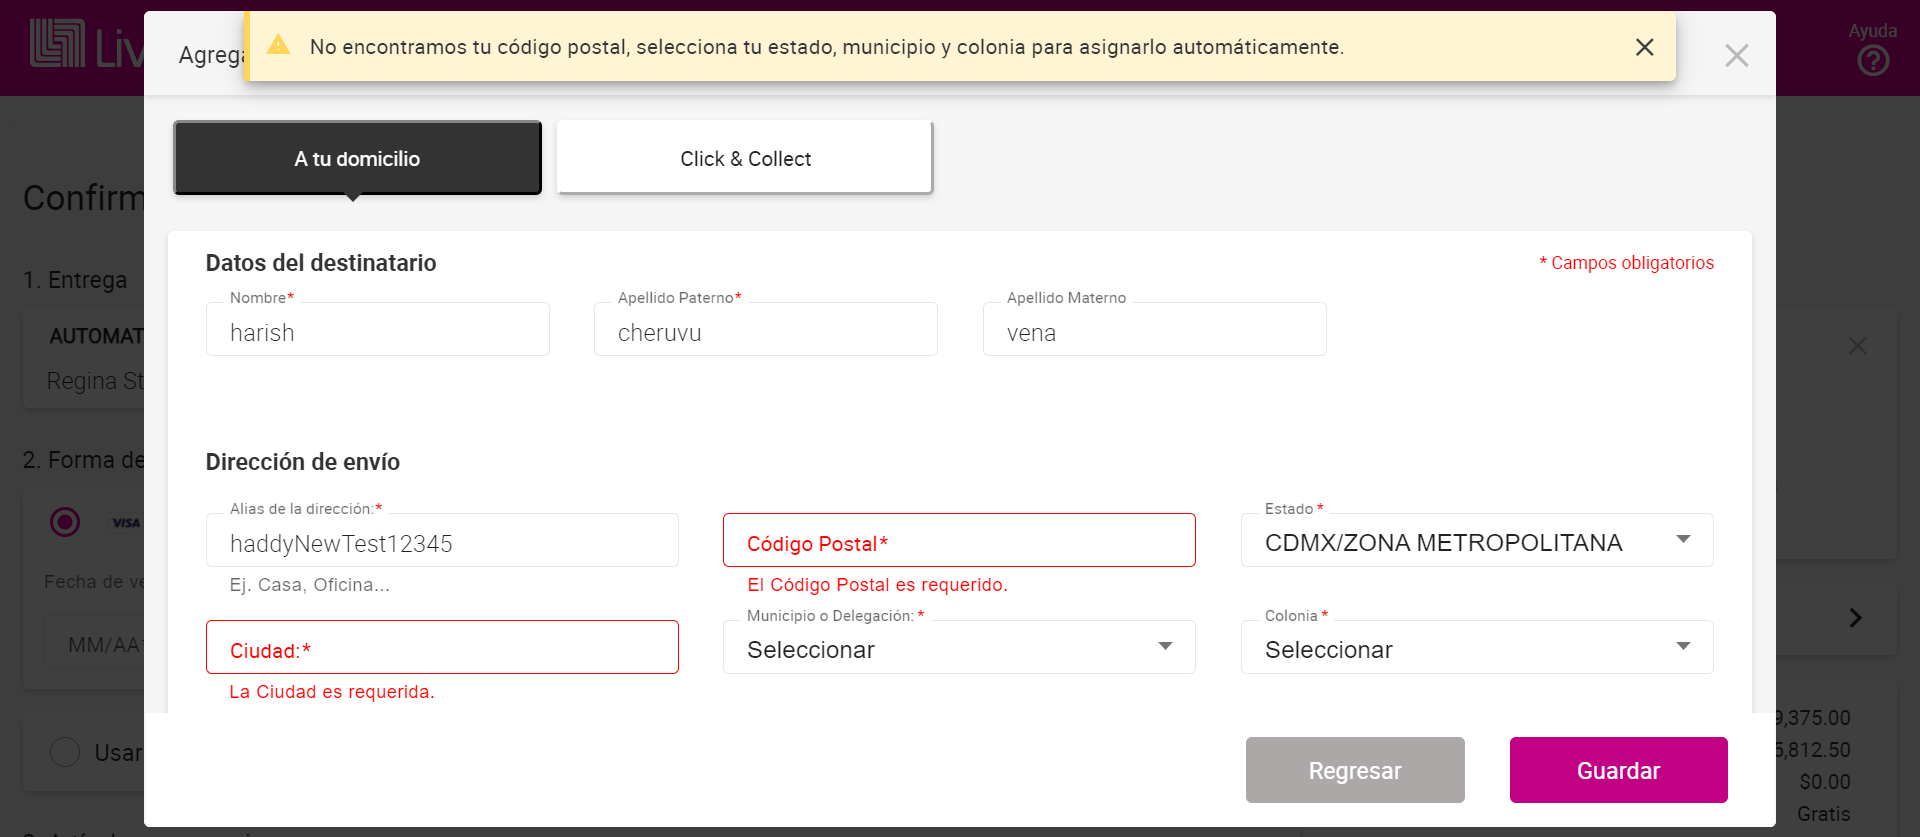 Liv
Ayuda
Agrega
No encontramos tu código postal, selecciona tu estado, municipio y colonia para asignarlo automáticamente.
A tu domicilio
Click & Collect
Confirm
1. Entrega
AUTOMAT
Regina St
2. Forma de
VISA
Fecha de ve
MM/AA*
Usar
Datos del destinatario
* Campos obligatorios
Nombre*
harish
Apellido Paterno*
cheruvu
Apellido Materno
vena
Dirección de envío
Alias de la dirección:*
haddyNewTest12345
Ej. Casa, Oficina...
Código Postal*
El Código Postal es requerido.
Estado *
CDMX/ZONA METROPOLITANA
Ciudad:*
La Ciudad es requerida.
Municipio o Delegación: *
Seleccionar
Colonia *
Seleccionar
9,375.00
5,812.50
$0.00
Gratis
Regresar
Guardar